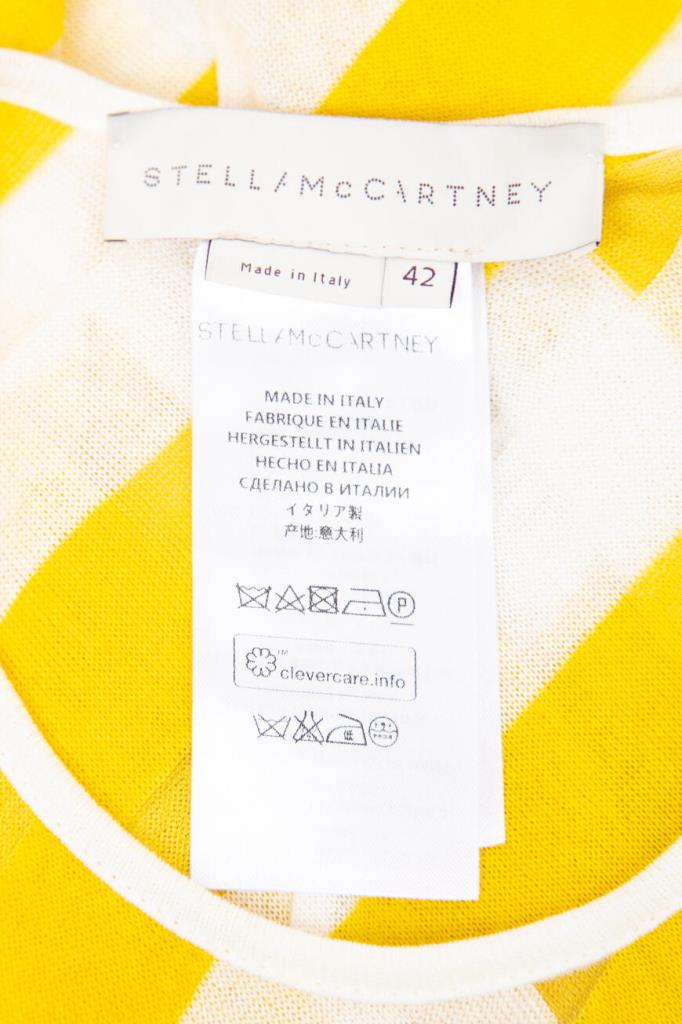 STELLA McCARTNEY
Made in Italy 42
STELLA McCARTNEY
MADE IN ITALY
FABRIQUE EN ITALIE
HERGESTELLT IN ITALIEN
HECHO EN ITALIA
СДЕЛАНО В ИТАЛИИ
イタリア製
产地:意大利
P
TM
clevercare.info
低